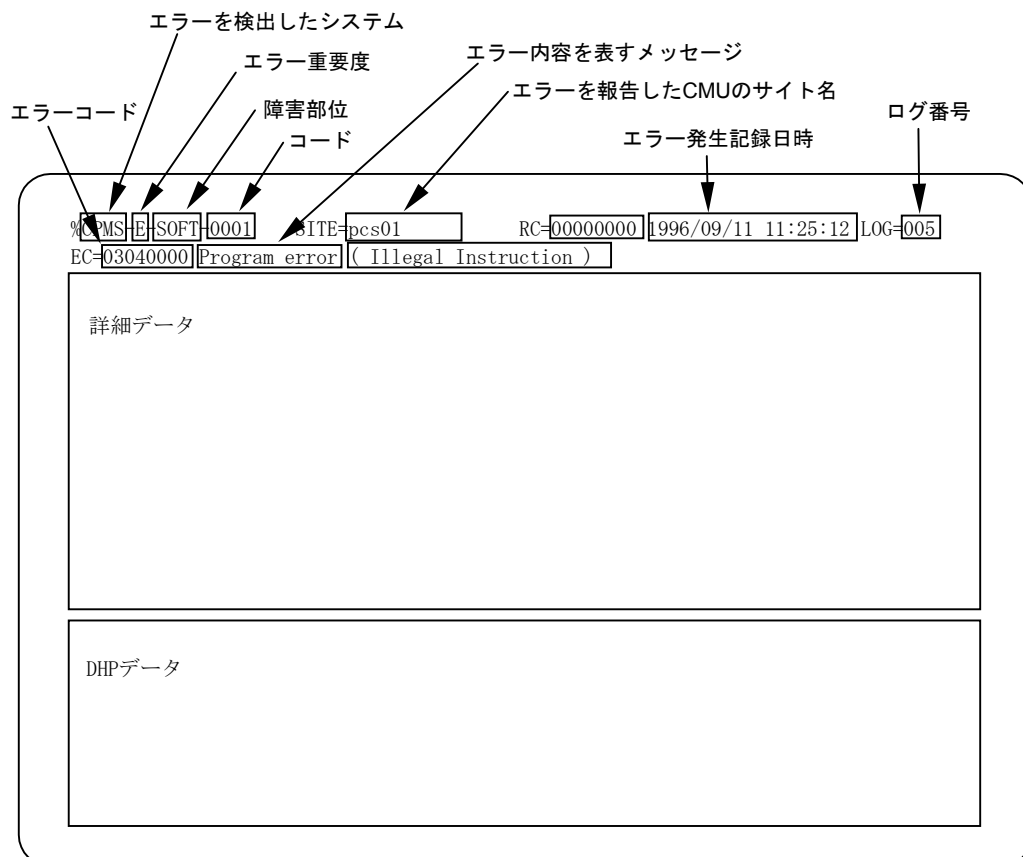 エラーを検出したシステム
エラー重要度
エラー内容を表すメッセージ
エラーを報告したCMUのサイト名
エラーコード
障害部位
コード
エラー発生記録日時
ログ番号
%CPMS-E-SOFT-0001 SITE=pcs01 RC=00000000 1996/09/11 11:25:12 LOG=005
EC=03040000 Program error ( Illegal Instruction )
詳細データ
DHPデータ